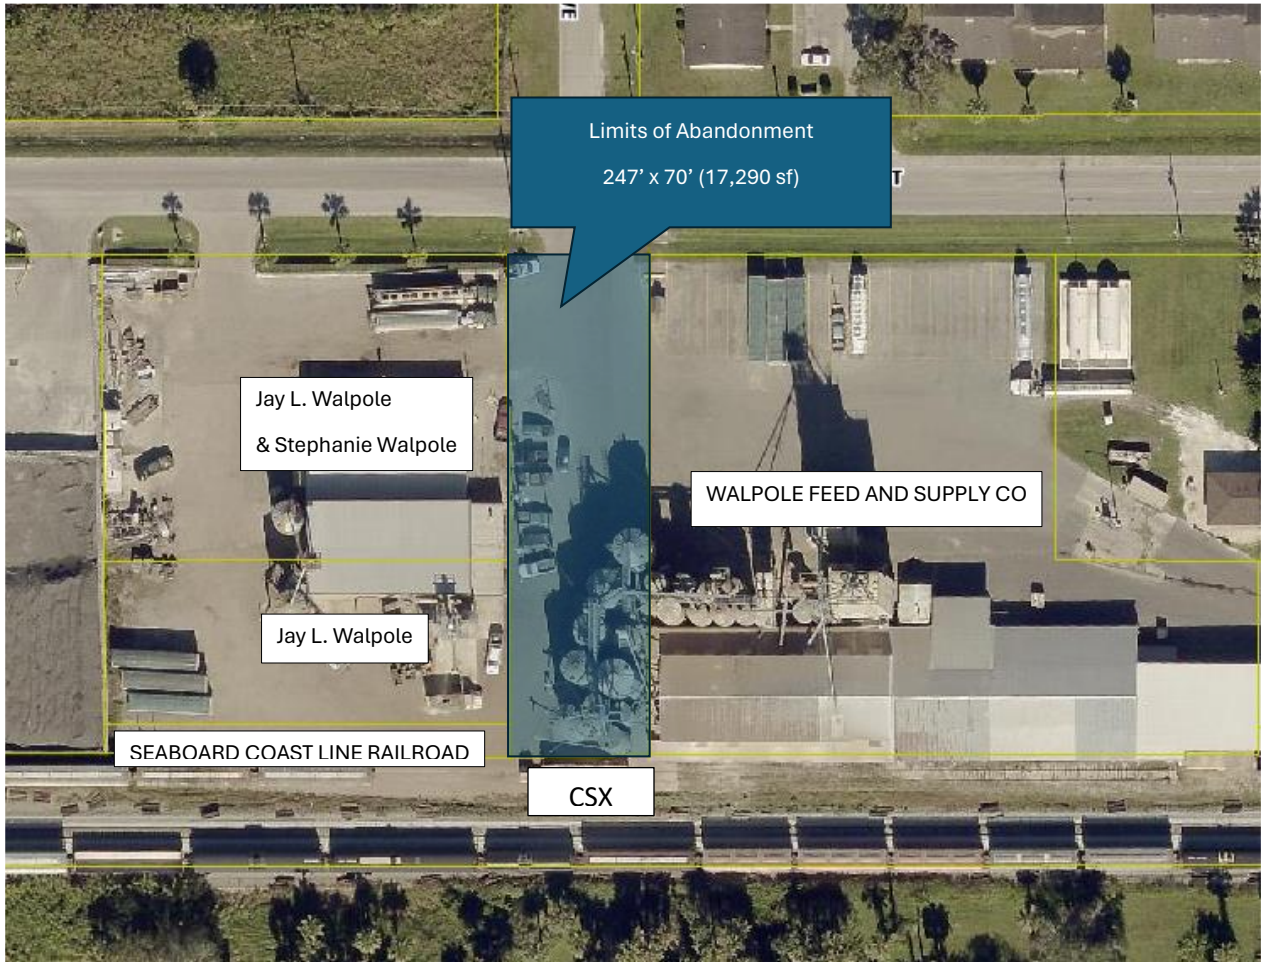 Limits of Abandonment
247’ x 70’ (17,290 sf)
Jay L. Walpole
& Stephanie Walpole
WALPOLE FEED AND SUPPLY CO
Jay L. Walpole
SEABOARD COAST LINE RAILROAD
CSX